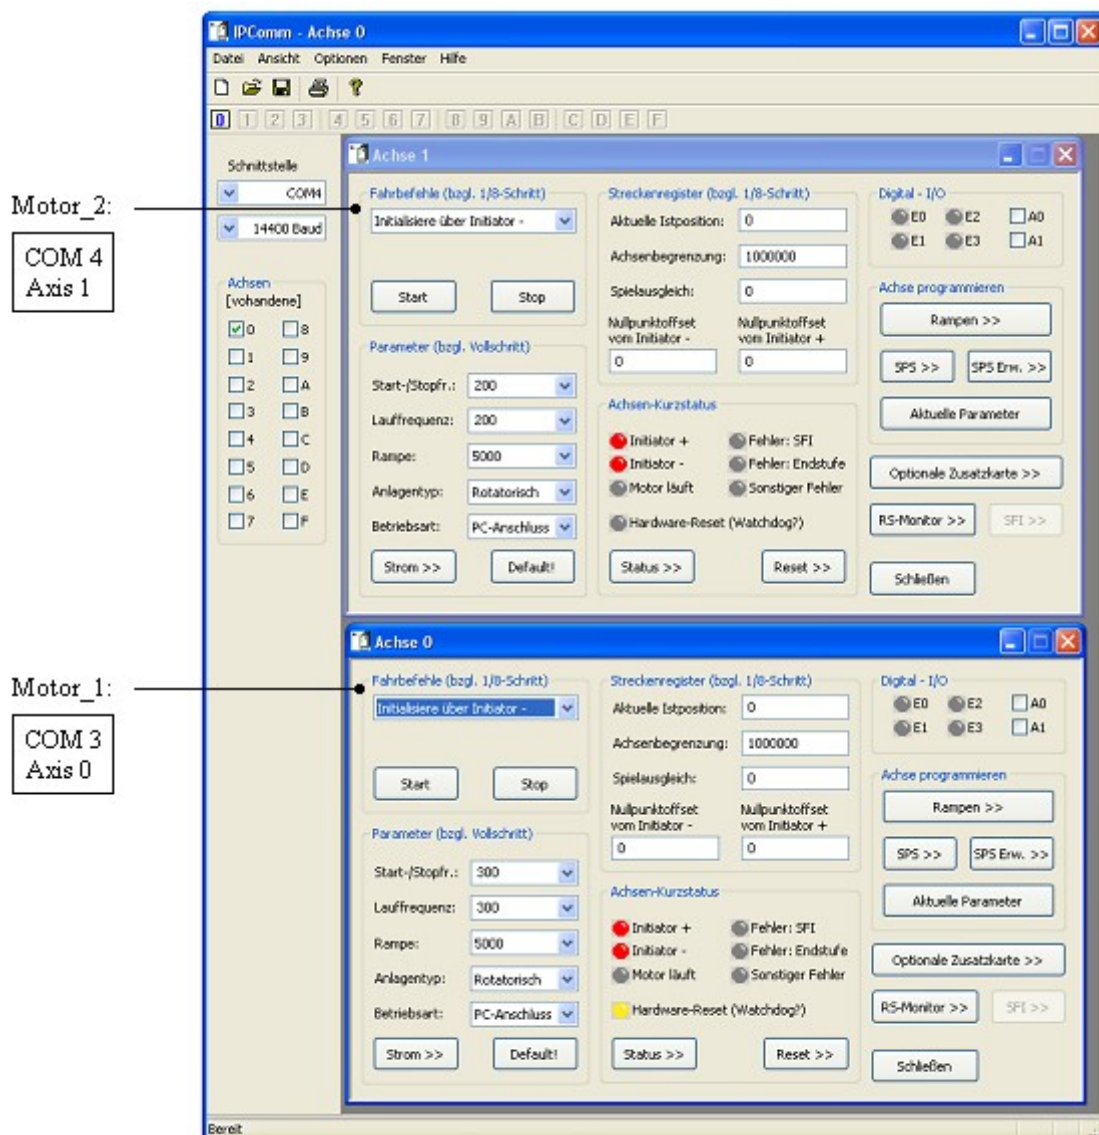 IPComm - Achse 0
Datei Ansicht Optionen Fenster Hilfe
0 1 2 3 4 5 6 7 8 9 A B C D E F
Schnittstelle
COM4
14400 Baud
Achsen
[vohandene]
0 8
1 9
2 A
3 B
4 C
5 D
6 E
7 F
Motor_2:
COM 4
Axis 1
Achse 1
Fahrbefehle (bzgl. 1/8-Schritt)
Initialisiere über Initiator -
Start Stop
Parameter (bzgl. Vollschritt)
Start-/Stopfr.: 200
Lauffrequenz: 200
Rampe: 5000
Anlagentyp: Rotatorisch
Betriebsart: PC-Anschluss
Strom >> Default!
Streckenregister (bzgl. 1/8-Schritt)
Aktuelle Istposition: 0
Achsenbegrenzung: 1000000
Spielausgleich: 0
Nullpunktoffset vom Initiator - 0
Nullpunktoffset vom Initiator + 0
Achsen-Kurzstatus
Initiator + Fehler: SFI
Initiator - Fehler: Endstufe
Motor läuft Sonstiger Fehler
Hardware-Reset (Watchdog?)
Status >> Reset >>
Digital - I/O
E0 E2 A0
E1 E3 A1
Achse programmieren
Rampen >>
SPS >> SPS Erw. >>
Aktuelle Parameter
Optionale Zusatzkarte >>
RS-Monitor >> SFI >>
Schließen
Motor_1:
COM 3
Axis 0
Achse 0
Fahrbefehle (bzgl. 1/8-Schritt)
Initialisiere über Initiator -
Start Stop
Parameter (bzgl. Vollschritt)
Start-/Stopfr.: 300
Lauffrequenz: 300
Rampe: 5000
Anlagentyp: Rotatorisch
Betriebsart: PC-Anschluss
Strom >> Default!
Streckenregister (bzgl. 1/8-Schritt)
Aktuelle Istposition: 0
Achsenbegrenzung: 1000000
Spielausgleich: 0
Nullpunktoffset vom Initiator - 0
Nullpunktoffset vom Initiator + 0
Achsen-Kurzstatus
Initiator + Fehler: SFI
Initiator - Fehler: Endstufe
Motor läuft Sonstiger Fehler
Hardware-Reset (Watchdog?)
Status >> Reset >>
Digital - I/O
E0 E2 A0
E1 E3 A1
Achse programmieren
Rampen >>
SPS >> SPS Erw. >>
Aktuelle Parameter
Optionale Zusatzkarte >>
RS-Monitor >> SFI >>
Schließen
Bereit